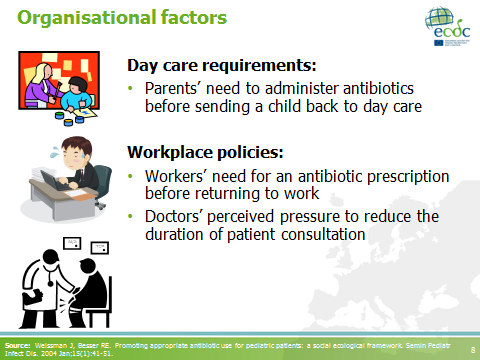 Organisational factors
ecdc
Day care requirements:
• Parents’ need to administer antibiotics
before sending a child back to day care
Workplace policies:
• Workers’ need for an antibiotic prescription
before returning to work
• Doctors’ perceived pressure to reduce the
duration of patient consultation
Source: Weissman J, Besser RE. Promoting appropriate antibiotic use for pediatric patients: a social ecological framework. Semin Pediatr
Infect Dis. 2004 Jan;15(1):41-51.
8